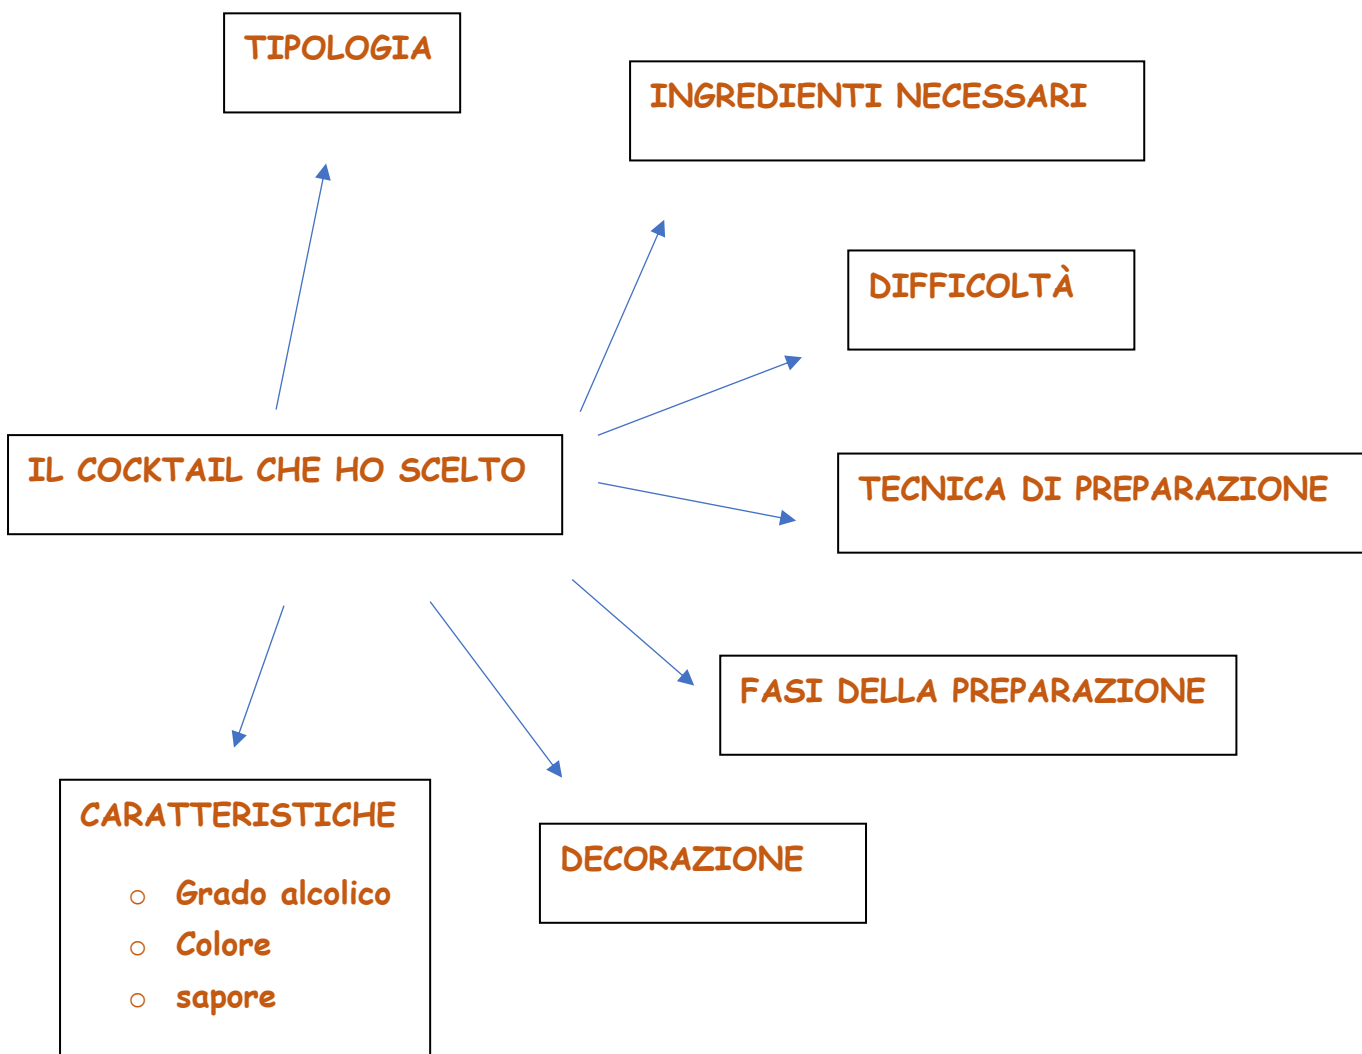 TIPOLOGIA
INGREDIENTI NECESSARI
DIFFICOLTÀ
IL COCKTAIL CHE HO SCELTO
TECNICA DI PREPARAZIONE
FASI DELLA PREPARAZIONE
CARATTERISTICHE
o Grado alcolico
o Colore
o sapore
DECORAZIONE